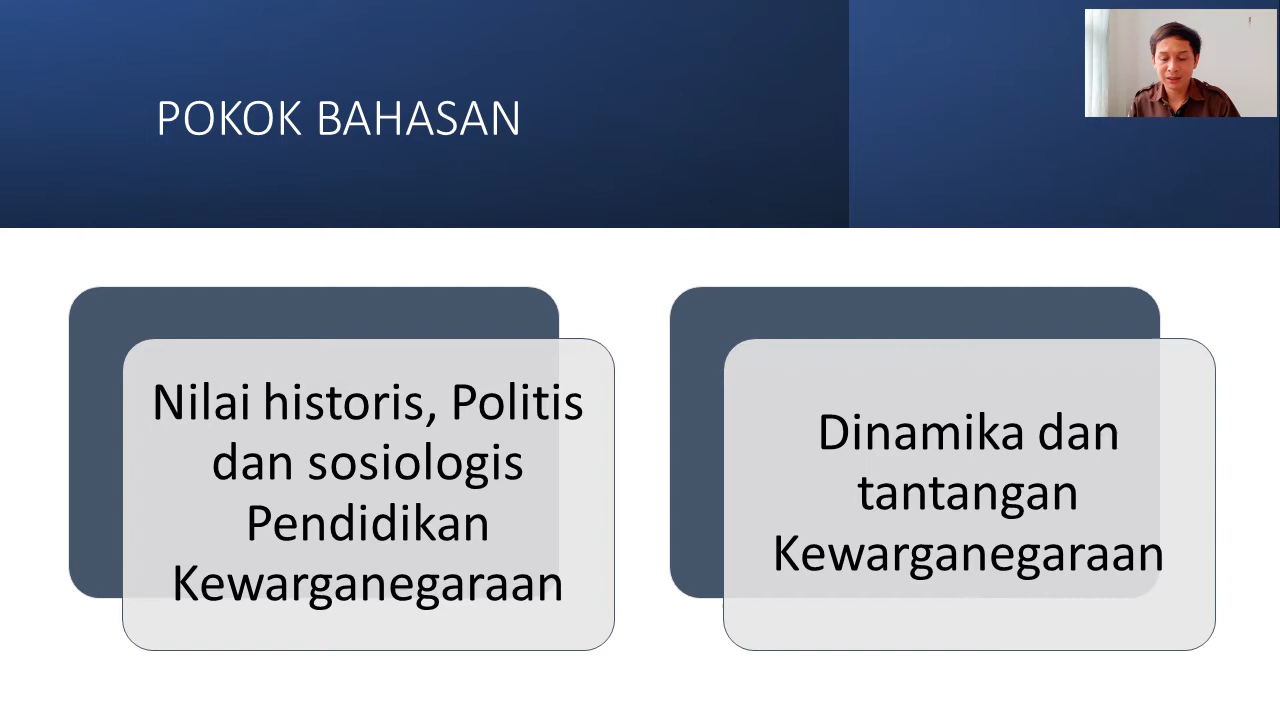 POKOK BAHASAN
Nilai historis, Politis
dan sosiologis
Pendidikan
Kewarganegaraan
Dinamika dan
tantangan
Kewarganegaraan